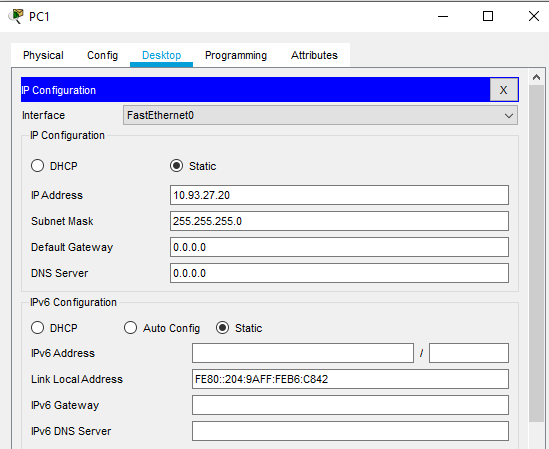 PC1
Physical Config Desktop Programming Attributes
IP Configuration X
Interface FastEthernet0
IP Configuration
DHCP Static
IP Address 10.93.27.20
Subnet Mask 255.255.255.0
Default Gateway 0.0.0.0
DNS Server 0.0.0.0
IPv6 Configuration
DHCP Auto Config Static
IPv6 Address /
Link Local Address FE80::204:9AFF:FEB6:C842
IPv6 Gateway
IPv6 DNS Server